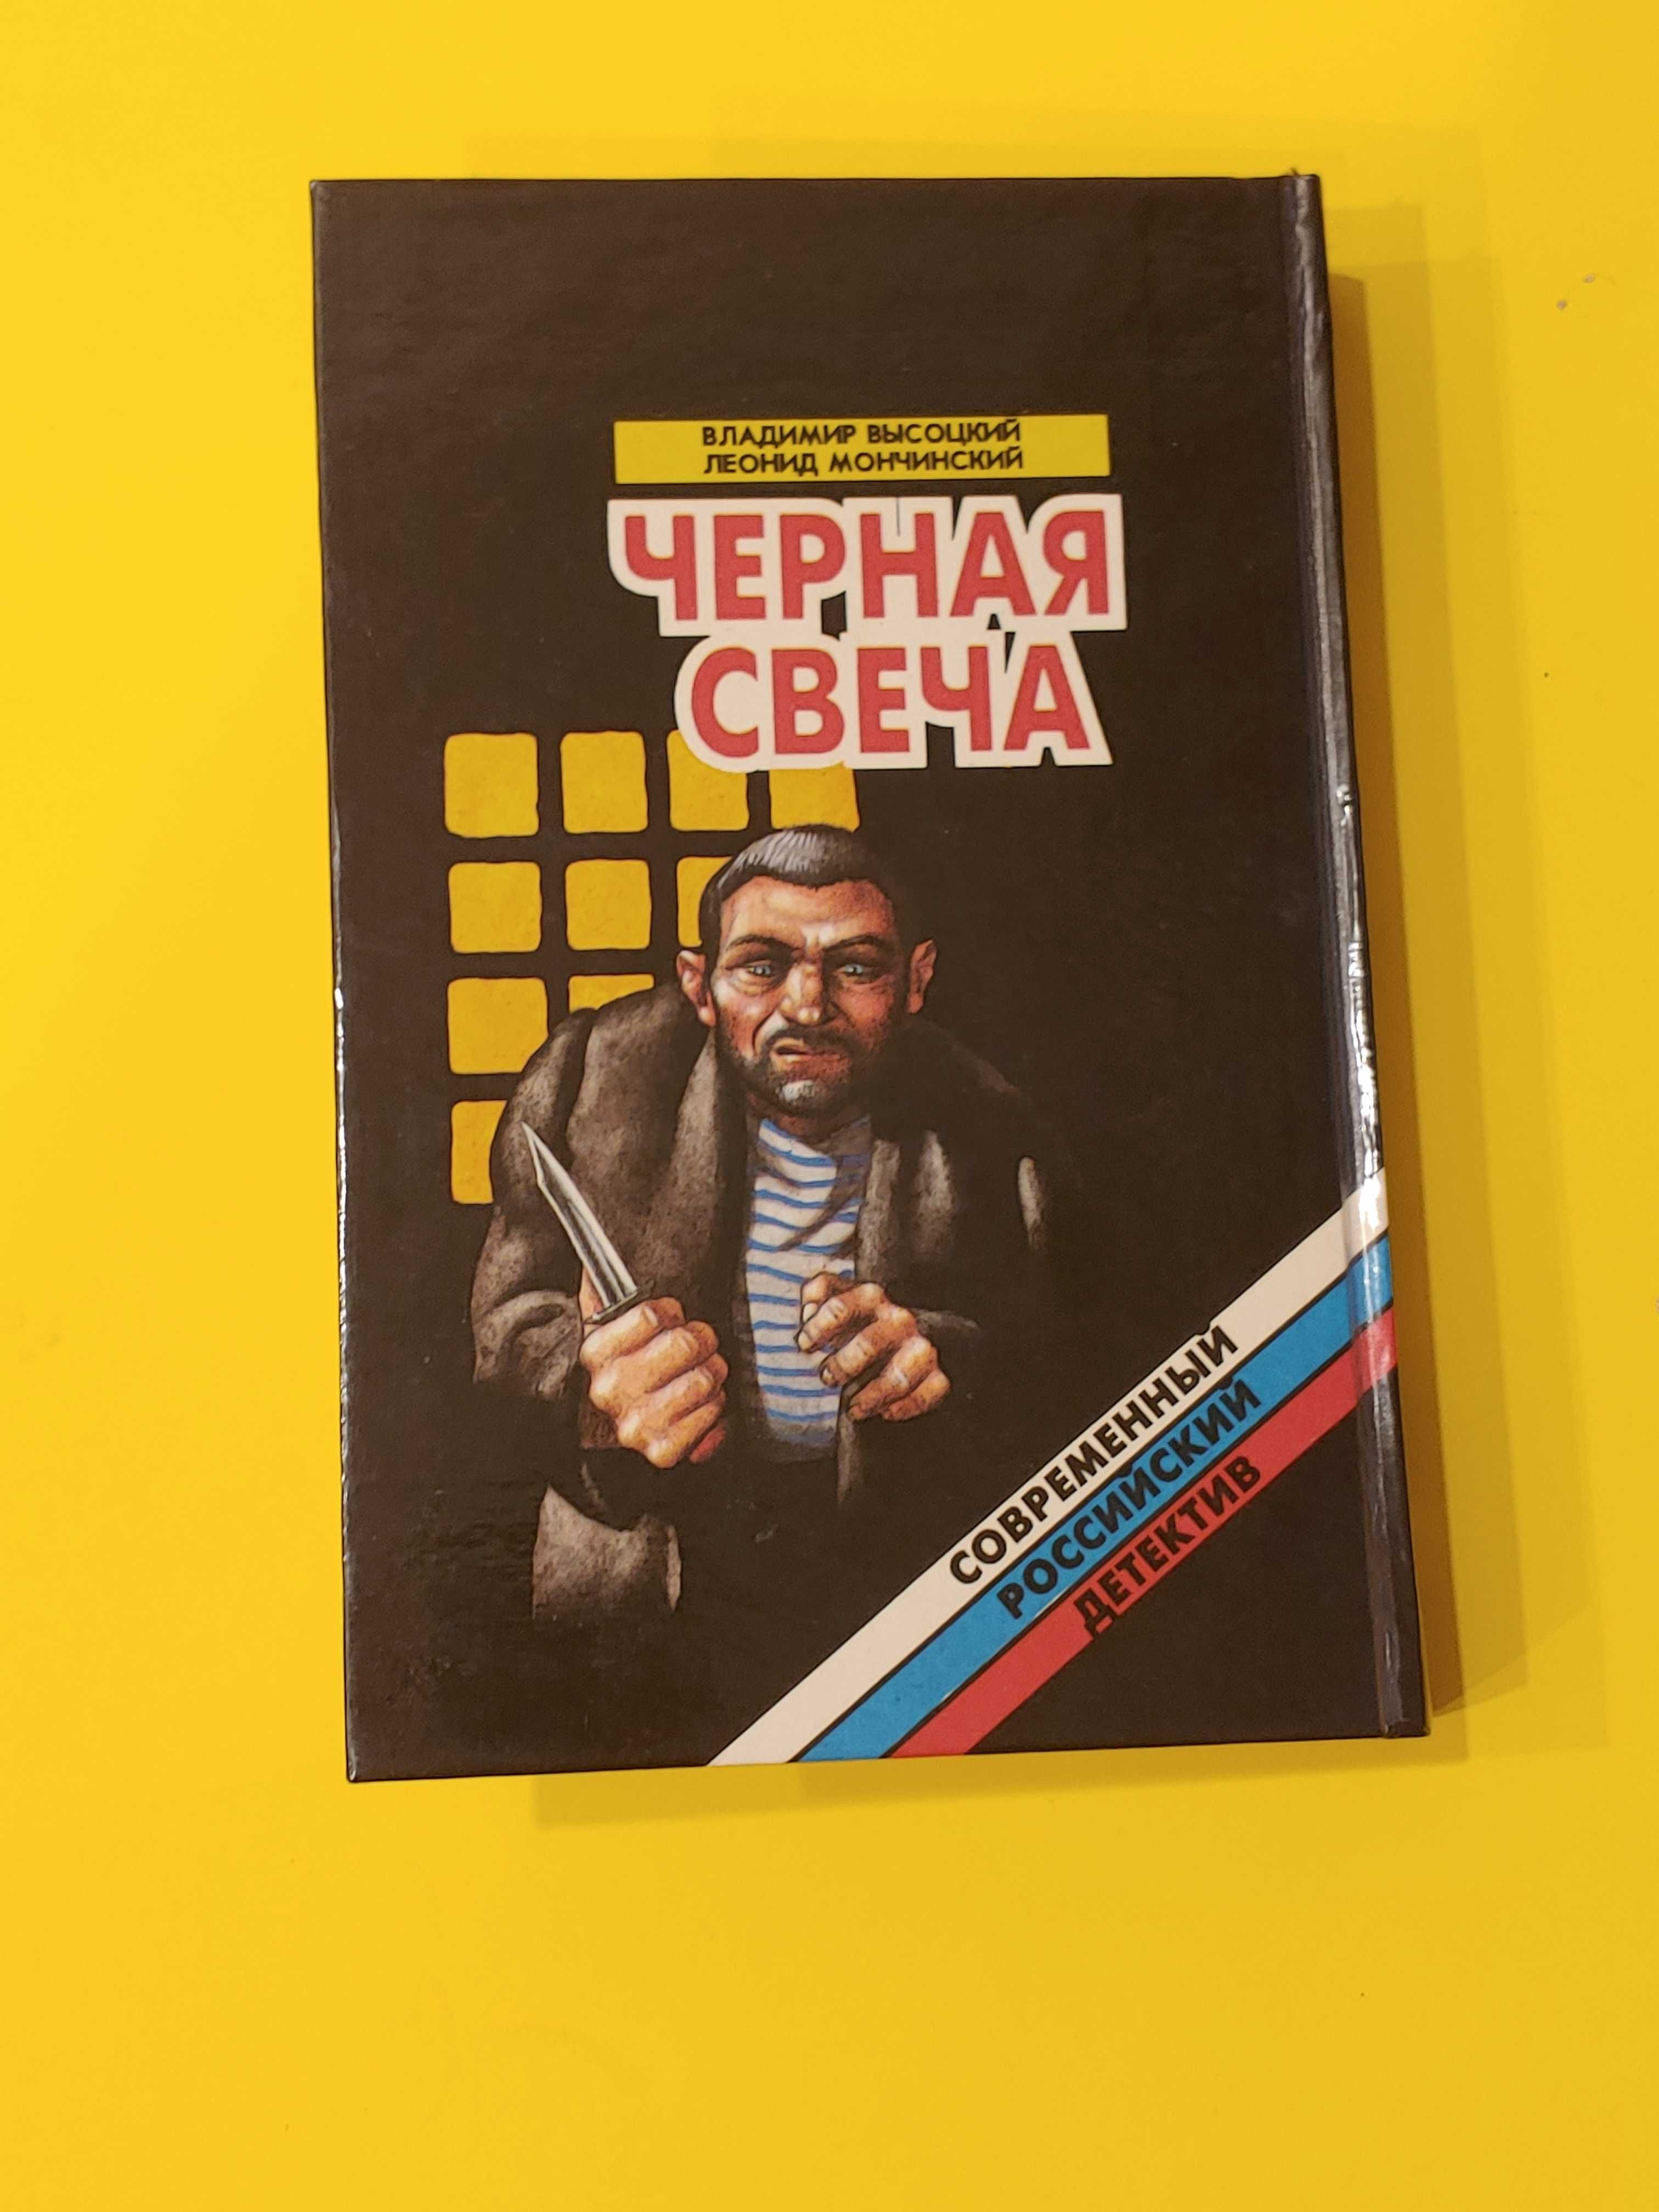 ВЛАДИМИР ВЫСОЦКИЙ
ЛЕОНИД МОНЧИНСКИЙ
ЧЕРНАЯ
СВЕЧА
СОВРЕМЕННЫЙ
РОССИЙСКИЙ
ДЕТЕКТИВ